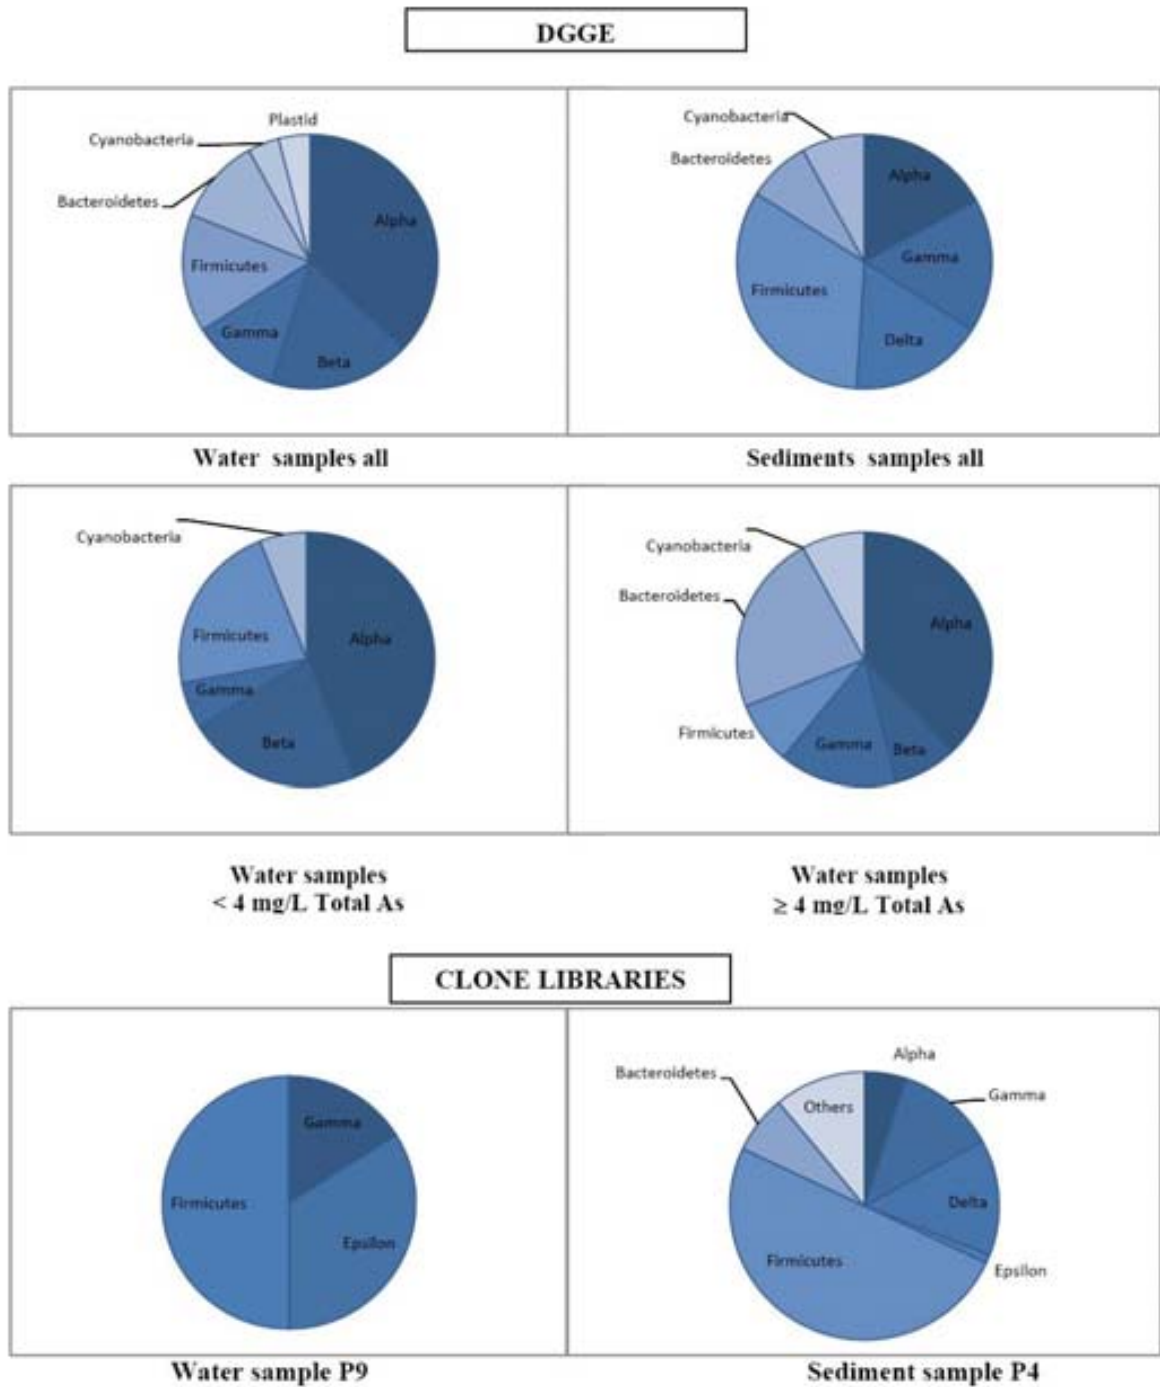 DGGE
Plastid
Cyanobacteria
Bacteroidetes
Alpha
Firmicutes
Gamma
Beta
Cyanobacteria
Bacteroidetes
Alpha
Gamma
Firmicutes
Delta
Water samples all
Sediments samples all
Cyanobacteria
Firmicutes
Alpha
Gamma
Beta
Cyanobacteria
Bacteroidetes
Alpha
Firmicutes
Gamma
Beta
Water samples
< 4 mg/L Total As
Water samples
≥ 4 mg/L Total As
CLONE LIBRARIES
Gamma
Firmicutes
Epsilon
Alpha
Bacteroidetes
Gamma
Others
Delta
Firmicutes
Epsilon
Water sample P9
Sediment sample P4